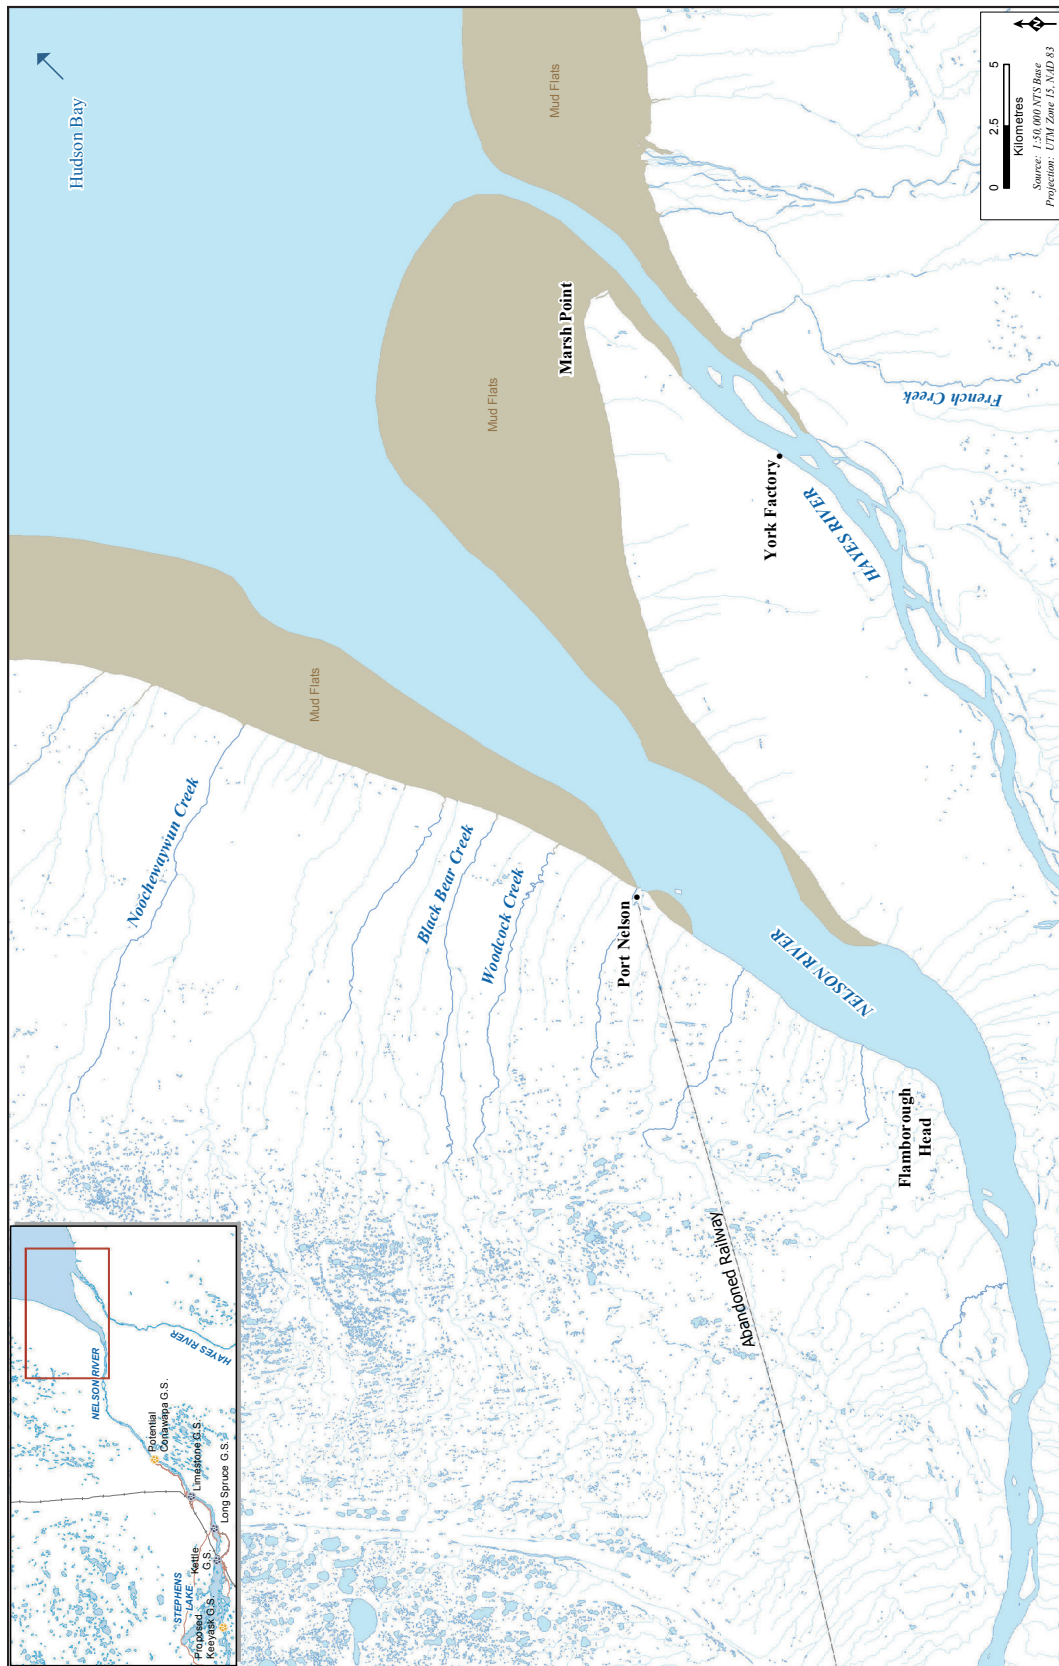 Hudson Bay
Mud Flats
Mud Flats
Mud Flats
Marsh Point
Noochewaywun Creek
Black Bear Creek
Woodcock Creek
Port Nelson
York Factory
HAYES RIVER
French Creek
NELSON RIVER
Flamborough
Head
Abandoned Railway
NELSON RIVER
HAYES RIVER
Potential
Conawapa G.S.
Limestone G.S.
Long Spruce G.S.
Kettle
G.S.
STEPHENS
LAKE
Proposed
Keeyask G.S.
N
0 2.5 5
Kilometres
Source: 1:50,000 NTS Base
Projection: UTM Zone 15, NAD 83